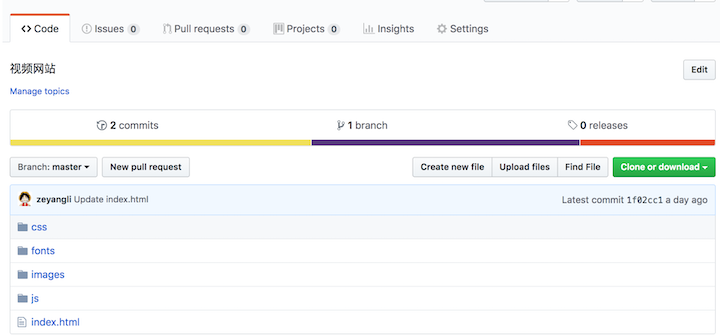 Code Issues 0 Pull requests 0 Projects 0 Insights Settings
视频网站 Edit
Manage topics
2 commits 1 branch 0 releases
Branch: master New pull request Create new file Upload files Find File Clone or download
zeyangli Update index.html Latest commit 1f02cc1 a day ago
css
fonts
images
js
index.html